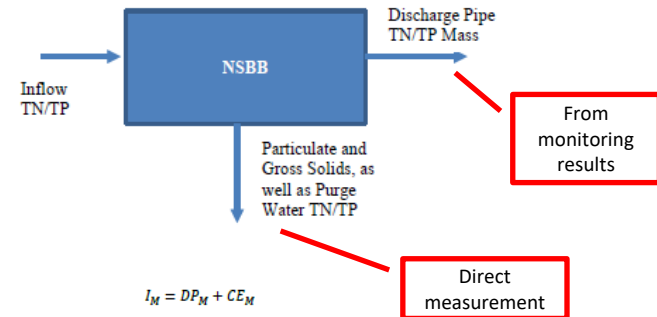 Discharge Pipe
TN/TP Mass
NSBB
Inflow
TN/TP
From
monitoring
results
Particulate and
Gross Solids, as
well as Purge
Water TN/TP
Direct
measurement
I_M = DP_M + CE_M